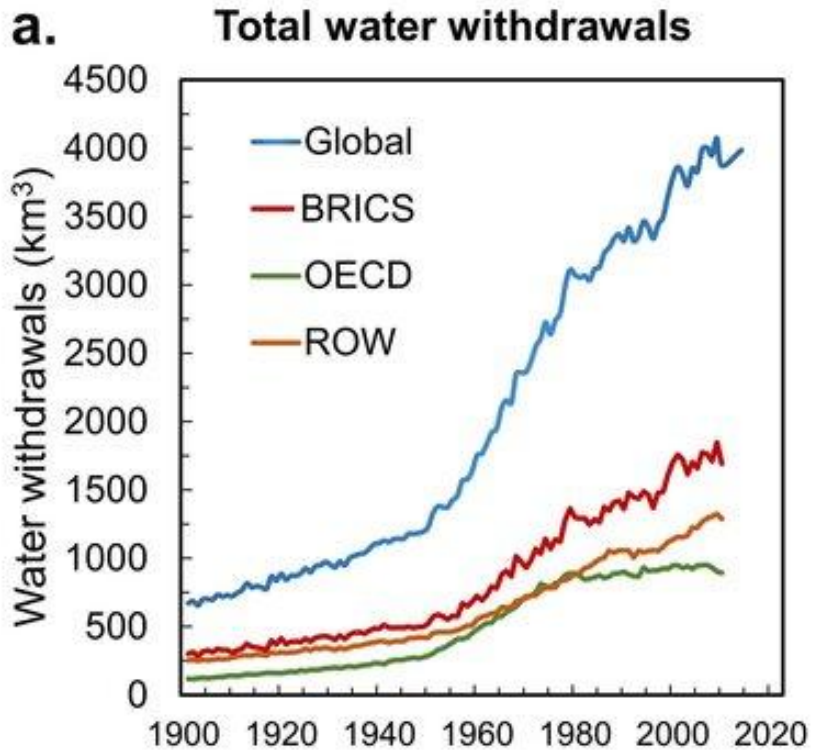 a.
Total water withdrawals
Water withdrawals (km³)
4500
4000
3500
3000
2500
2000
1500
1000
500
0
Global
BRICS
OECD
ROW
1900 1920 1940 1960 1980 2000 2020